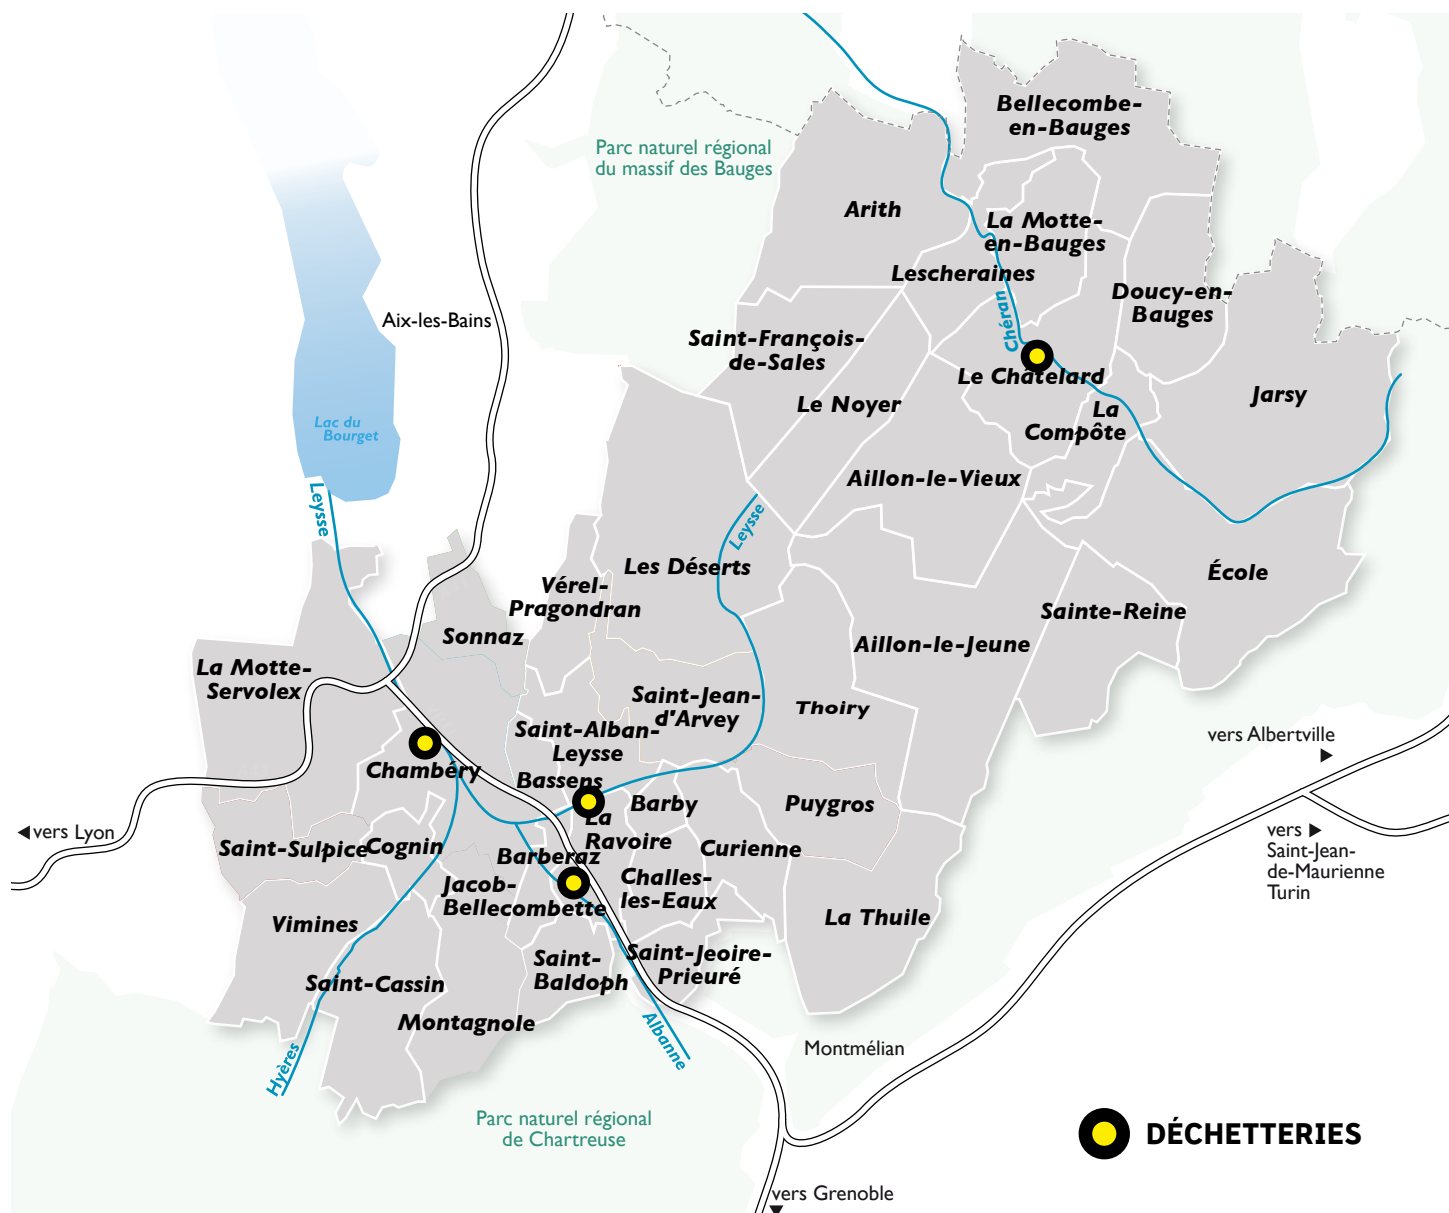 Bellecombe-
en-Bauges
Parc naturel régional
du massif des Bauges
Arith
La Motte-
en-Bauges
Lescheraines
Doucy-en-
Bauges
Chéran
Aix-les-Bains
Saint-François-
de-Sales
Le Châtelard
Jarsy
Le Noyer
La
Compôte
Lac du
Bourget
Aillon-le-Vieux
Leysse
Leysse
Les Déserts
École
Vérel-
Pragondran
Sainte-Reine
Sonnaz
Aillon-le-Jeune
La Motte-
Servolex
Saint-Jean-
d'Arvey
Thoiry
Saint-Alban-
Leysse
vers Albertville
Chambéry
Bassens
Barby
Puygros
vers Lyon
La
Ravoire
vers
Saint-Jean-
de-Maurienne
Turin
Saint-Sulpice
Cognin
Barberaz
Curienne
Jacob-
Bellecombette
Challes-
les-Eaux
Vimines
La Thuile
Saint-
Baldoph
Saint-Jeoire-
Prieuré
Saint-Cassin
Montagnole
Albanne
Hyères
Montmélian
Parc naturel régional
de Chartreuse
DÉCHETTERIES
vers Grenoble